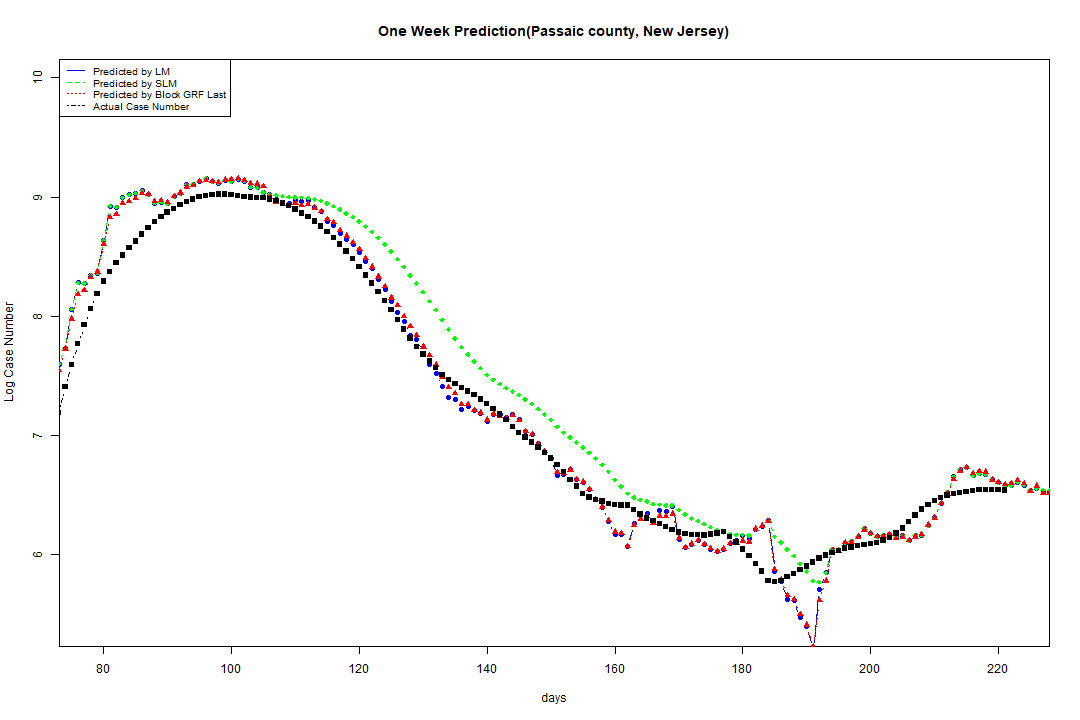 One Week Prediction(Passaic county, New Jersey)
Predicted by LM
Predicted by SLM
Predicted by Block GRF Last
Actual Case Number
10
9
8
7
6
Log Case Number
80 100 120 140 160 180 200 220
days